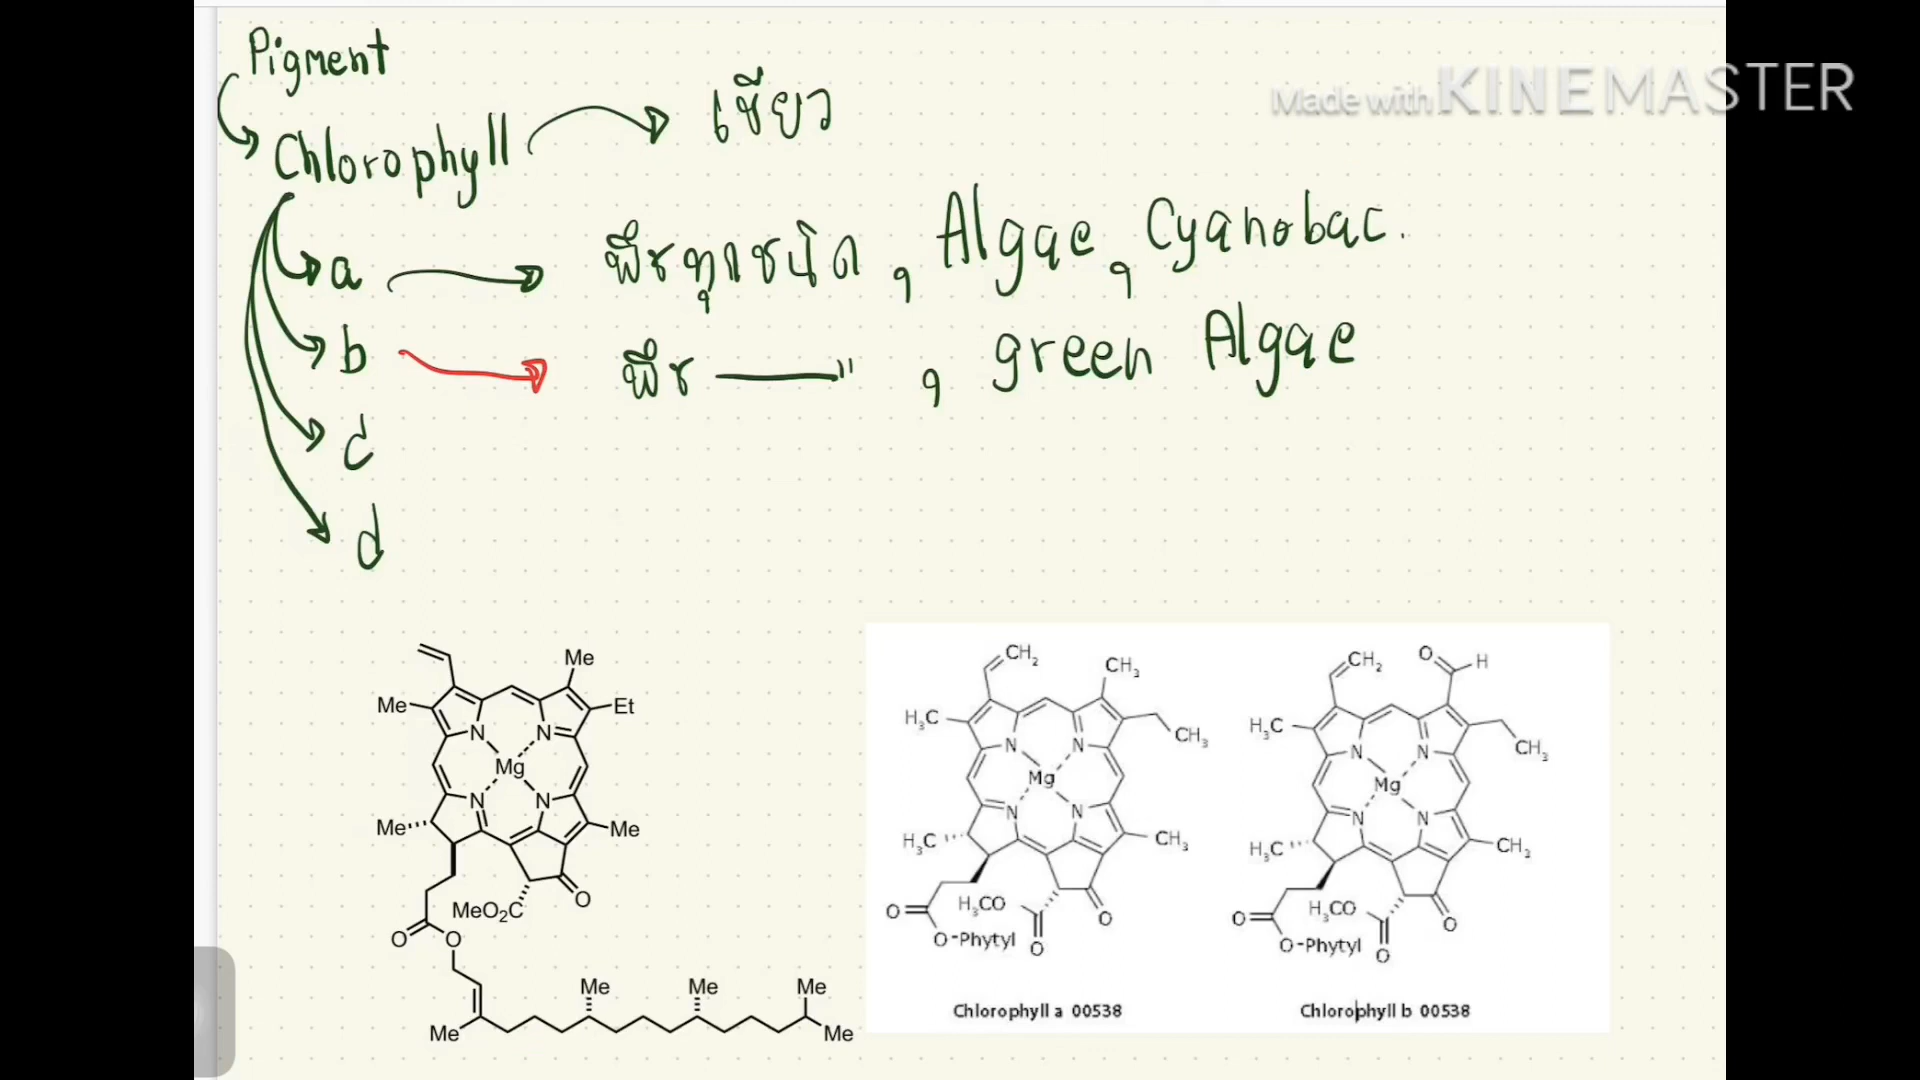 Pigment
Made with KINEMASTER
Chlorophyll เขียว
a พืชทุกชนิด, Algae, Cyanobac.
b พืช ——", green Algae
c
d
Me
Me Et
N N
Mg
N N
Me Me
MeO2C O
O O
Me Me Me
Me Me
CH2 CH3
H3C CH3
N N
Mg
N N
H3C CH3
O H3CO O
O-Phytyl O
Chlorophyll a 00538
CH2 O H
H3C CH3
N N
Mg
N N
H3C CH3
O H3CO O
O-Phytyl O
Chlorophyll b 00538